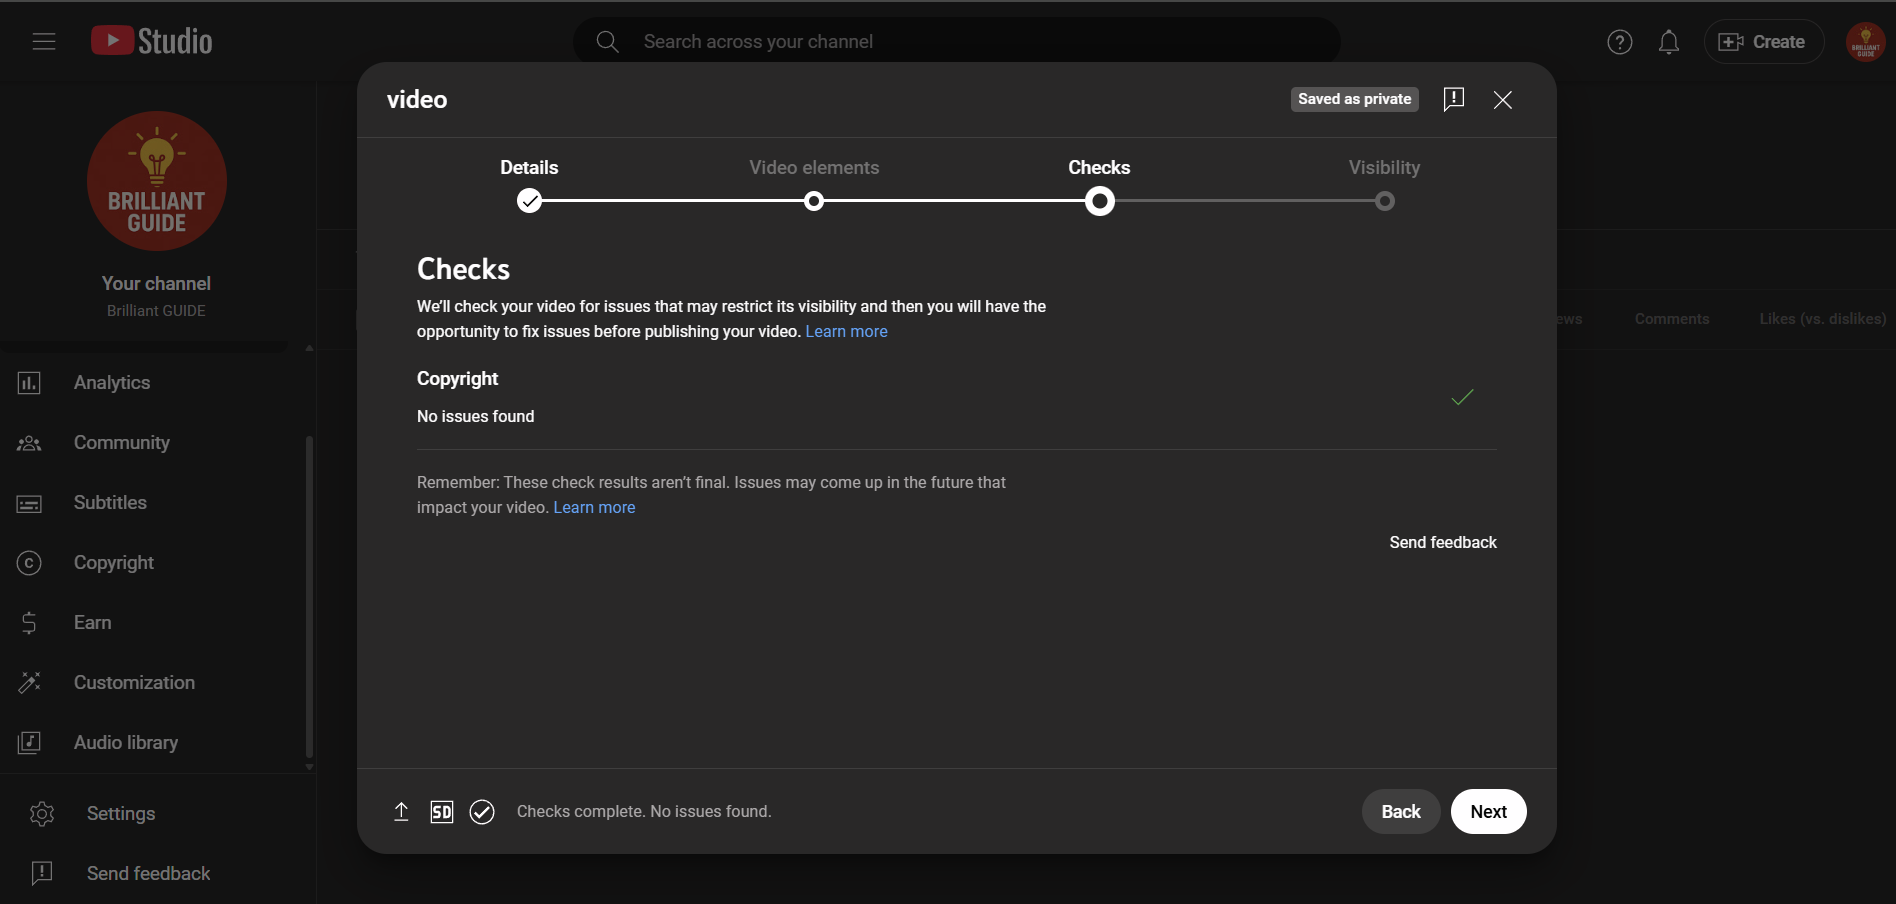 Studio
Search across your channel
Create
BRILLIANT
GUIDE
BRILLIANT
GUIDE
Your channel
Brilliant GUIDE
Analytics
Community
Subtitles
Copyright
Earn
Customization
Audio library
Settings
Send feedback
video
Saved as private
Details
Video elements
Checks
Visibility
Checks
We’ll check your video for issues that may restrict its visibility and then you will have the
opportunity to fix issues before publishing your video. Learn more
Copyright
No issues found
Remember: These check results aren’t final. Issues may come up in the future that
impact your video. Learn more
Send feedback
SD
Checks complete. No issues found.
Back
Next
ews
Comments
Likes (vs. dislikes)